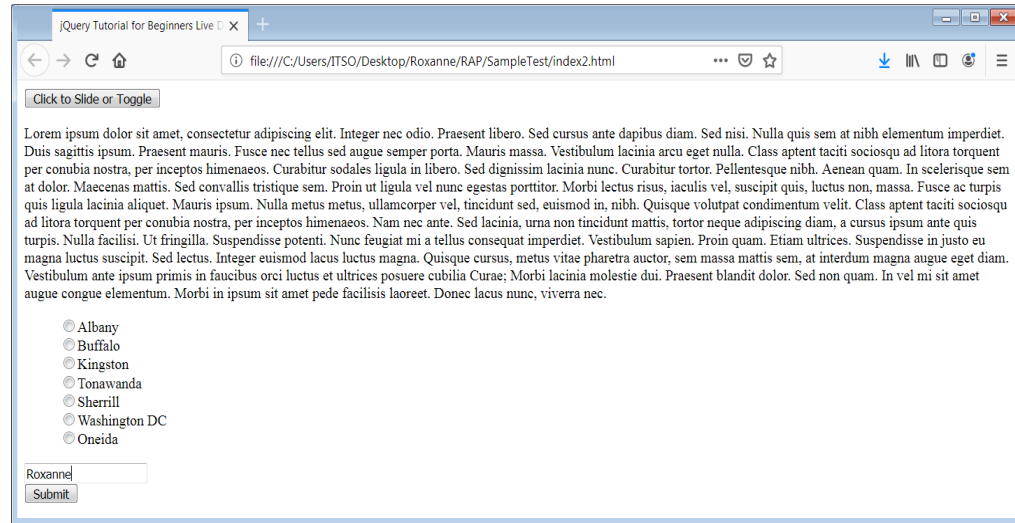 jQuery Tutorial for Beginners Live D
file:///C:/Users/ITSO/Desktop/Roxanne/RAP/SampleTest/index2.html
Click to Slide or Toggle
Lorem ipsum dolor sit amet, consectetur adipiscing elit. Integer nec odio. Praesent libero. Sed cursus ante dapibus diam. Sed nisi. Nulla quis sem at nibh elementum imperdiet.
Duis sagittis ipsum. Praesent mauris. Fusce nec tellus sed augue semper porta. Mauris massa. Vestibulum lacinia arcu eget nulla. Class aptent taciti sociosqu ad litora torquent
per conubia nostra, per inceptos himenaeos. Curabitur sodales ligula in libero. Sed dignissim lacinia nunc. Curabitur tortor. Pellentesque nibh. Aenean quam. In scelerisque sem
at dolor. Maecenas mattis. Sed convallis tristique sem. Proin ut ligula vel nunc egestas porttitor. Morbi lectus risus, iaculis vel, suscipit quis, luctus non, massa. Fusce ac turpis
quis ligula lacinia aliquet. Mauris ipsum. Nulla metus metus, ullamcorper vel, tincidunt sed, euismod in, nibh. Quisque volutpat condimentum velit. Class aptent taciti sociosqu
ad litora torquent per conubia nostra, per inceptos himenaeos. Nam nec ante. Sed lacinia, urna non tincidunt mattis, tortor neque adipiscing diam, a cursus ipsum ante quis
turpis. Nulla facilisi. Ut fringilla. Suspendisse potenti. Nunc feugiat mi a tellus consequat imperdiet. Vestibulum sapien. Proin quam. Etiam ultrices. Suspendisse in justo eu
magna luctus suscipit. Sed lectus. Integer euismod lacus luctus magna. Quisque cursus, metus vitae pharetra auctor, sem massa mattis sem, at interdum magna augue eget diam.
Vestibulum ante ipsum primis in faucibus orci luctus et ultrices posuere cubilia Curae; Morbi lacinia molestie dui. Praesent blandit dolor. Sed non quam. In vel mi sit amet
augue congue elementum. Morbi in ipsum sit amet pede facilisis laoreet. Donec lacus nunc, viverra nec.
Albany
Buffalo
Kingston
Tonawanda
Sherrill
Washington DC
Oneida
Roxanne
Submit